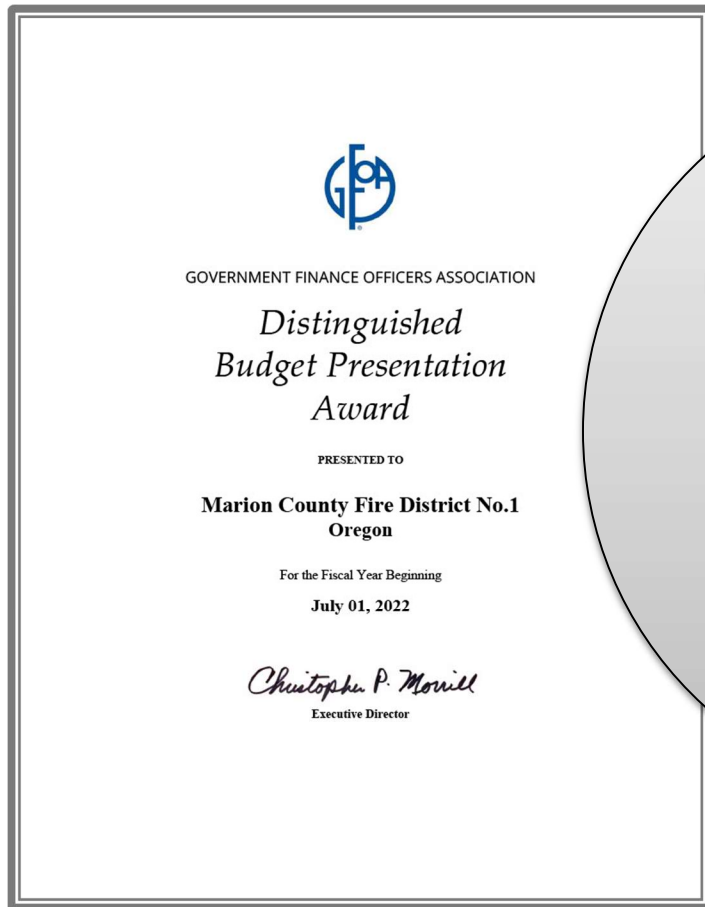 GFOA
GOVERNMENT FINANCE OFFICERS ASSOCIATION
Distinguished
Budget Presentation
Award
PRESENTED TO
Marion County Fire District No.1
Oregon
For the Fiscal Year Beginning
July 01, 2022
Christopher P. Morrill
Executive Director